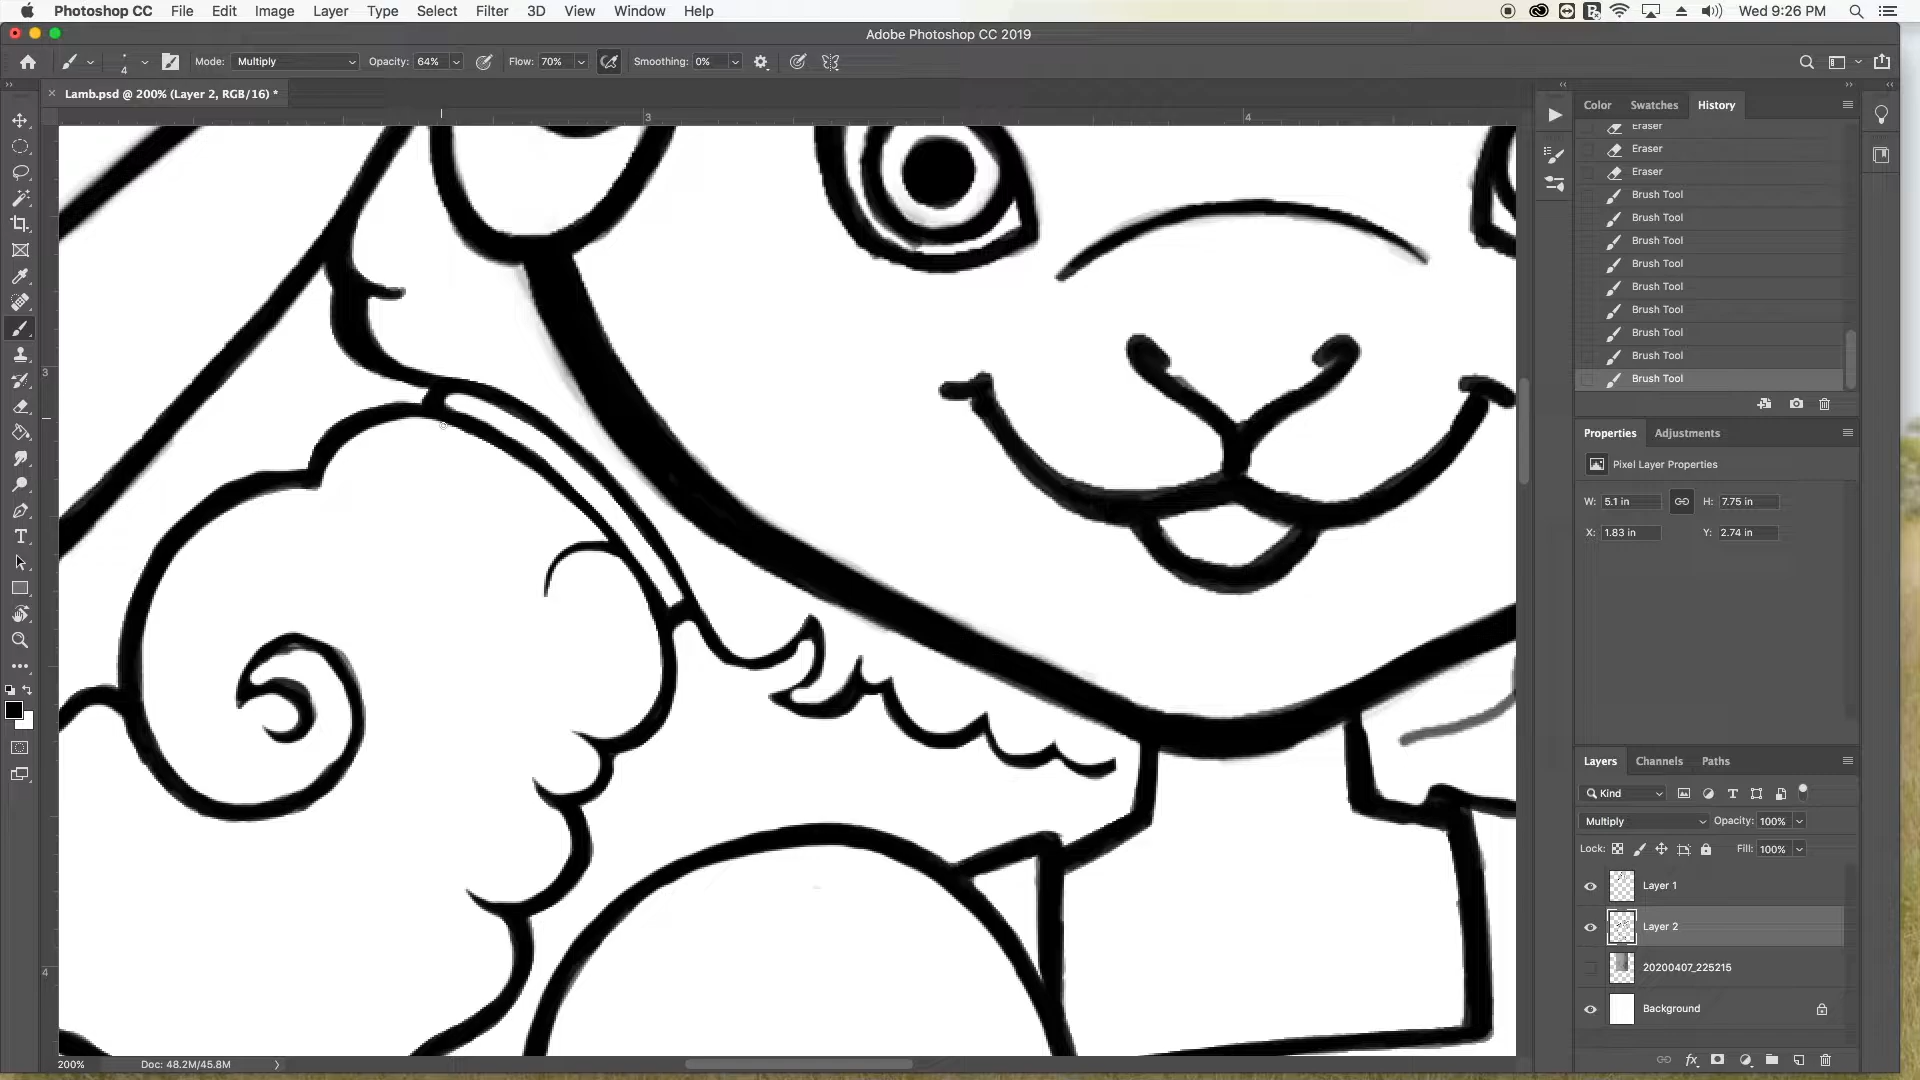 Photoshop CC File Edit Image Layer Type Select Filter 3D View Window Help Wed 9:26 PM
Adobe Photoshop CC 2019
4 Mode: Multiply Opacity: 64% Flow: 70% Smoothing: 0%
Lamb.psd @ 200% (Layer 2, RGB/16) *
3 4
3
4
Color Swatches History
Eraser
Eraser
Eraser
Brush Tool
Brush Tool
Brush Tool
Brush Tool
Brush Tool
Brush Tool
Brush Tool
Brush Tool
Brush Tool
Properties Adjustments
Pixel Layer Properties
W: 5.1 in H: 7.75 in
X: 1.83 in Y: 2.74 in
Layers Channels Paths
Kind
Multiply Opacity: 100%
Lock: Fill: 100%
Layer 1
Layer 2
20200407_225215
Background
200% Doc: 48.2M/45.8M